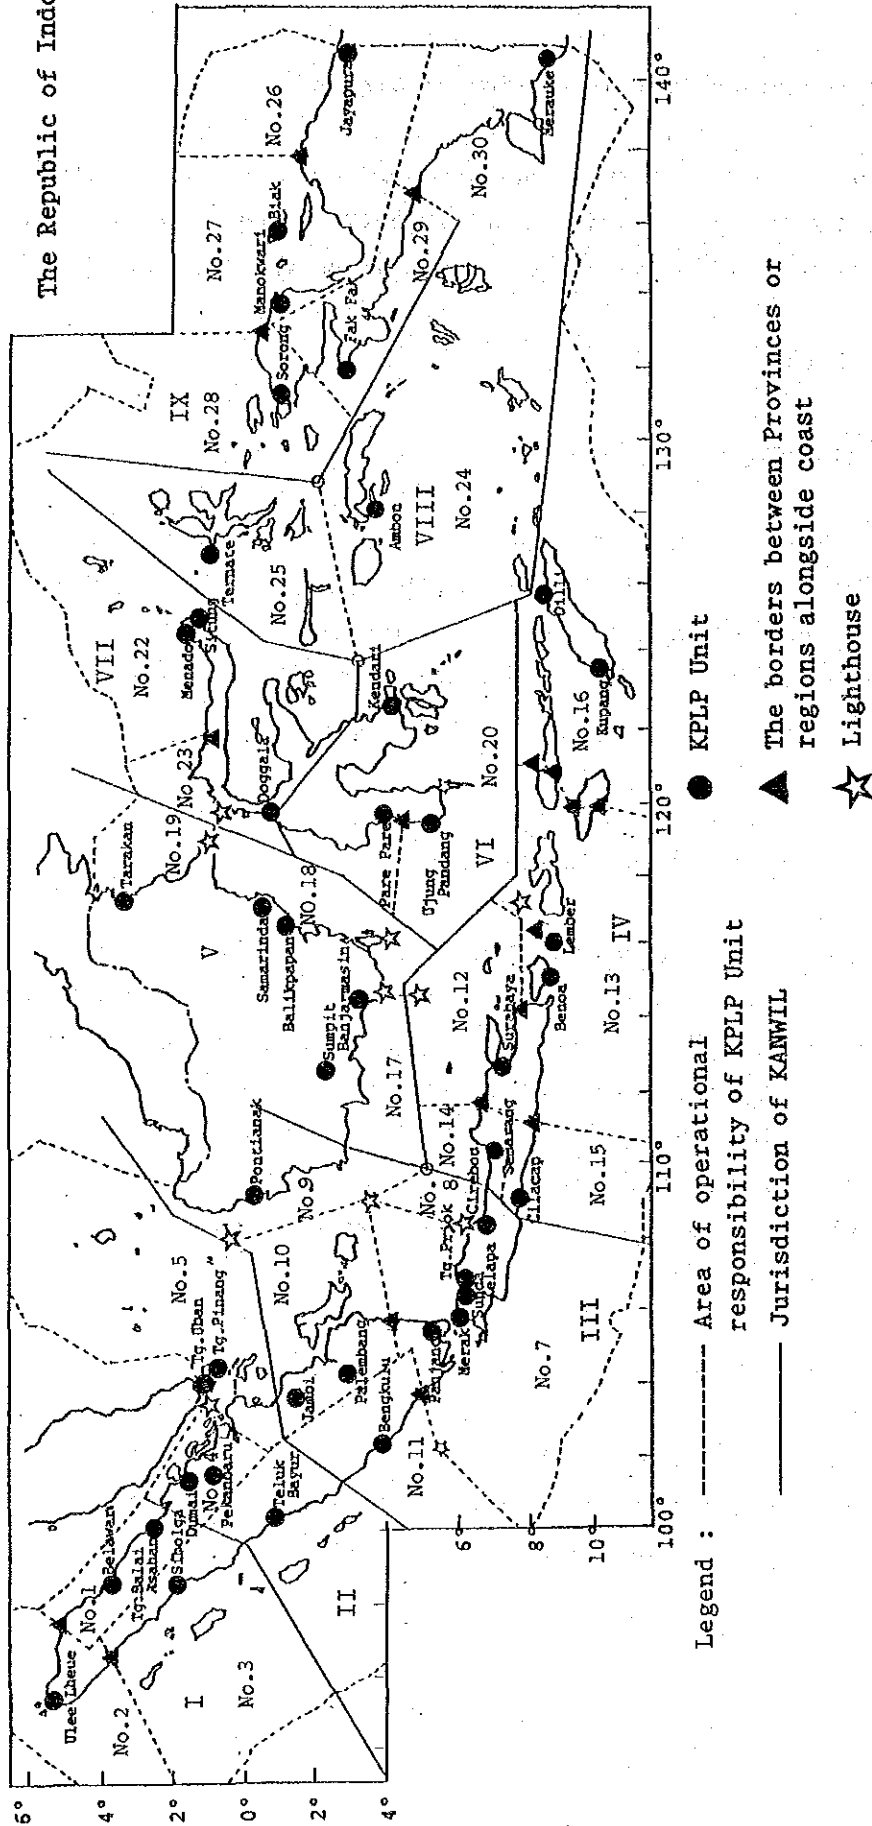 The Republic of Indo
6°
4°
2°
0°
2°
4°
6°
8°
10°
100°
110°
120°
130°
140°
I
II
III
IV
V
VI
VII
VIII
IX
No.1
No.2
No.3
No.4
No.5
No.7
No. 8
No.9
No.10
No.11
No.12
No.13
No.14
No.15
No.16
No.17
NO.18
No.19
No.20
No.22
No.23
No.24
No.25
No.26
No.27
No.28
No.29
No.30
Ulee Lheue
Belawan
Tg.Balai
Asahan
Sibolga
Dumai
Pekanbaru
Tg.Uban
Tg.Pinang
Teluk
Bayur
Jambi
Palembang
Bengkulu
Panjang
Merak
Sunda
Kelapa
Tg.Priok
Cirebon
Cilacap
Semarang
Surabaya
Benoa
Lember
Kupang
Dilli
Pontianak
Sumpit
Banjarmasin
Balikpapan
Samarinda
Tarakan
Doggala
Pare Pare
Ujung
Pandang
Kendari
Menado
Bitung
Ternate
Ambon
Sorong
Manokwari
Biak
Fak Fak
Jayapura
Merauke
Legend :
Area of operational
responsibility of KPLP Unit
Jurisdiction of KANWIL
KPLP Unit
The borders between Provinces or
regions alongside coast
Lighthouse